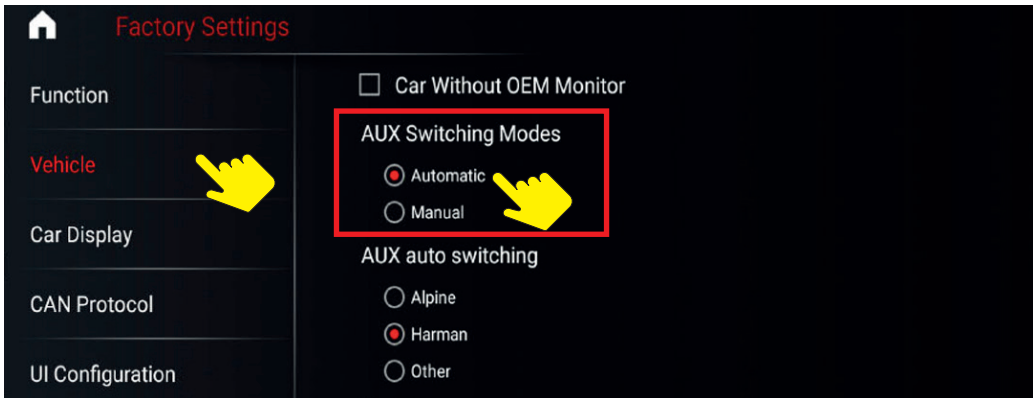 Factory Settings
Function
Vehicle
Car Display
CAN Protocol
UI Configuration
Car Without OEM Monitor
AUX Switching Modes
Automatic
Manual
AUX auto switching
Alpine
Harman
Other